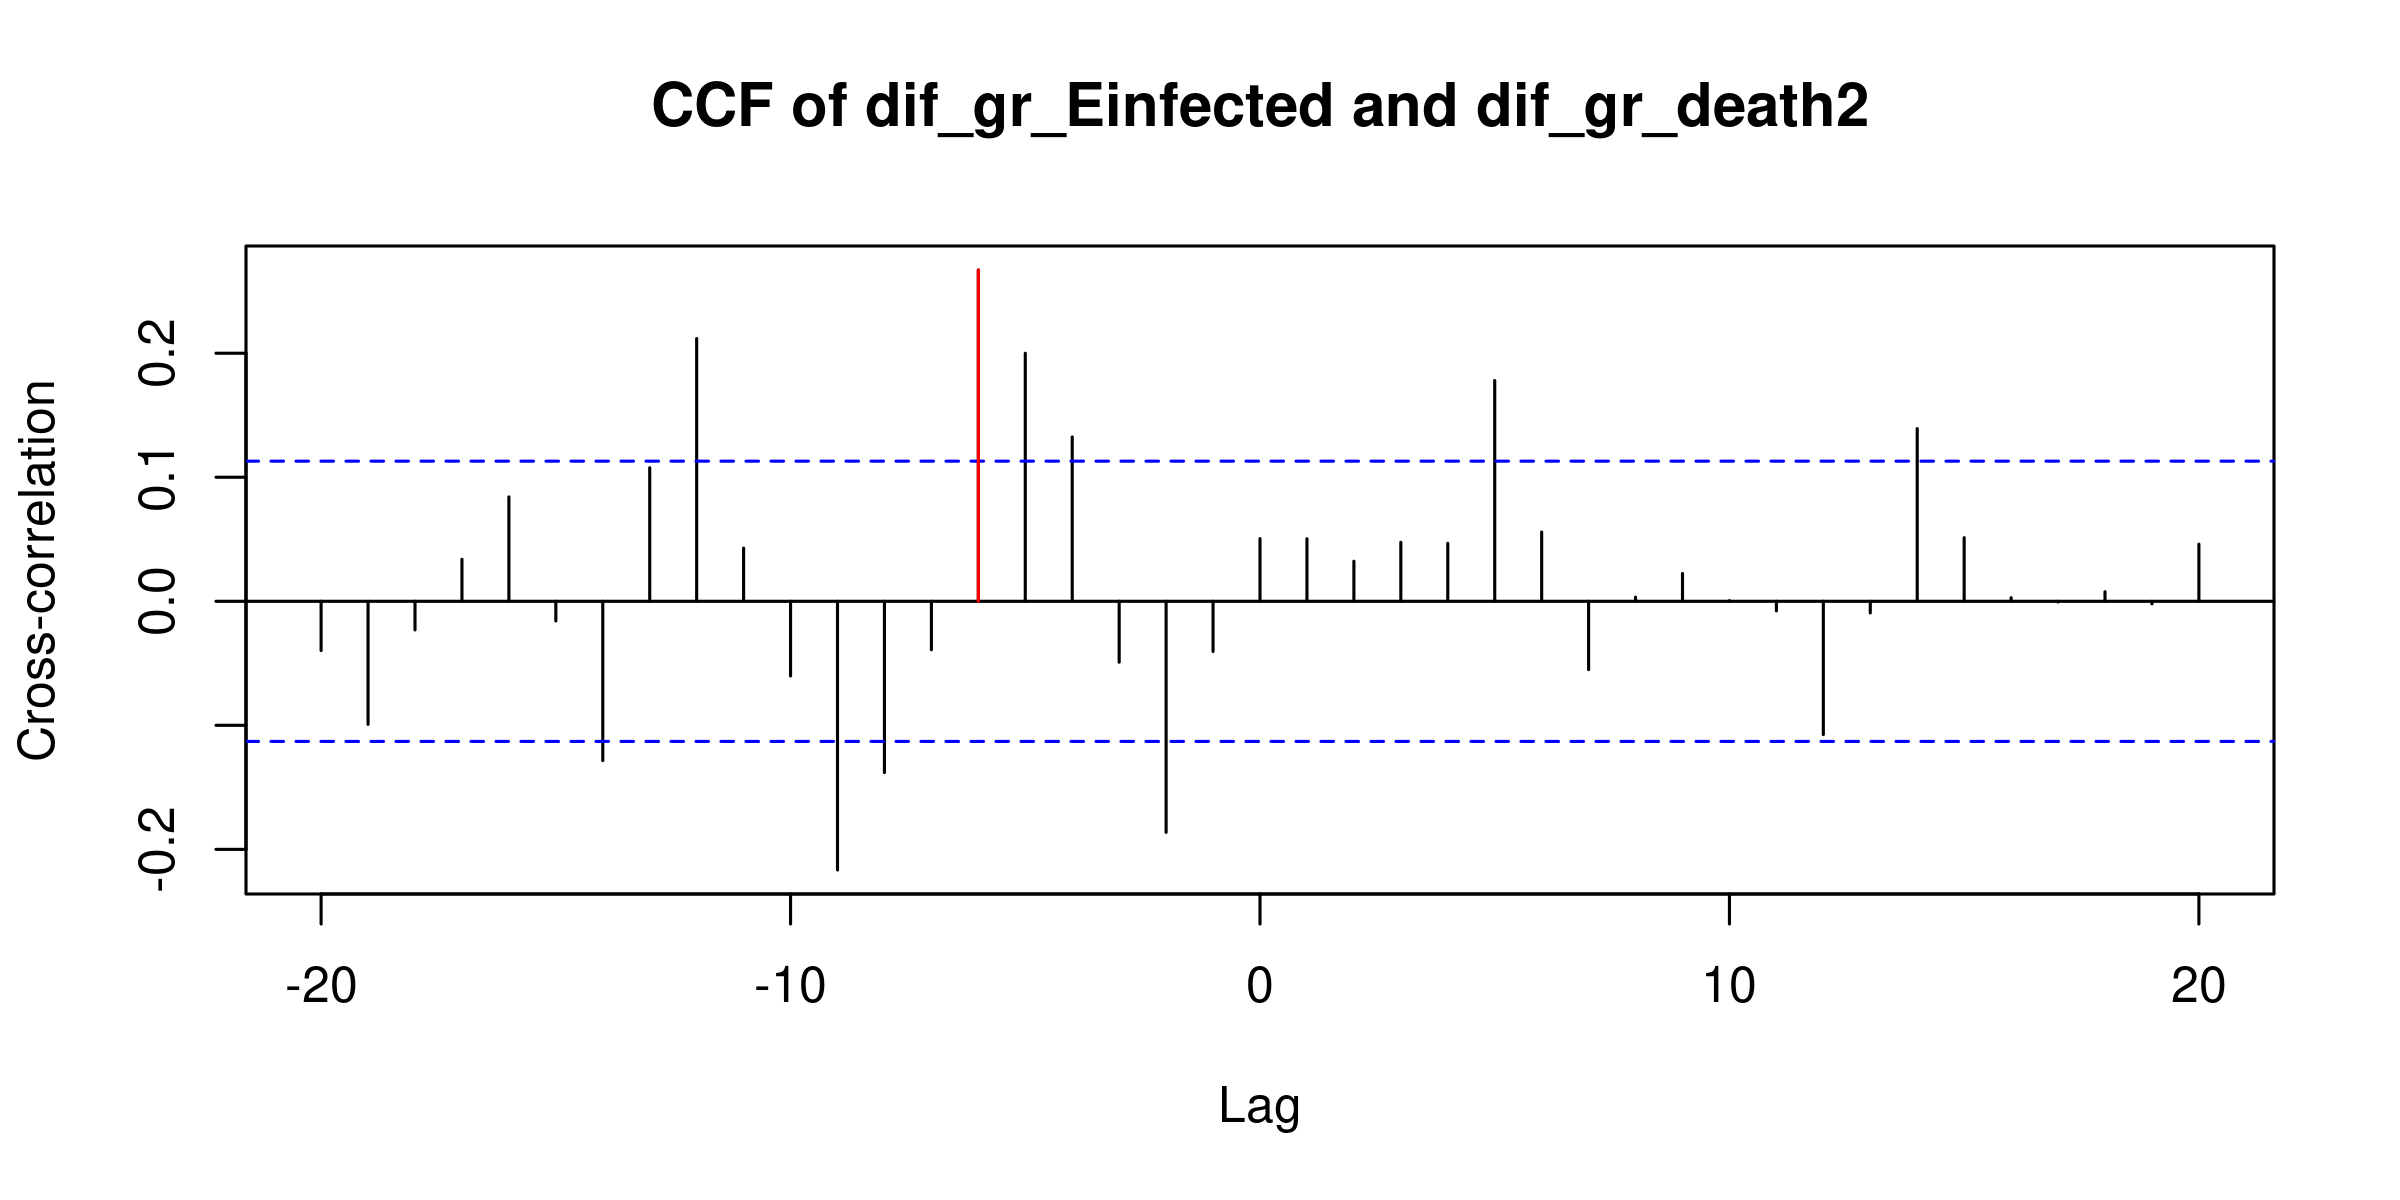 CCF of dif_gr_Einfected and dif_gr_death2
Cross-correlation
0.2
0.1
0.0
-0.2
-20 -10 0 10 20
Lag